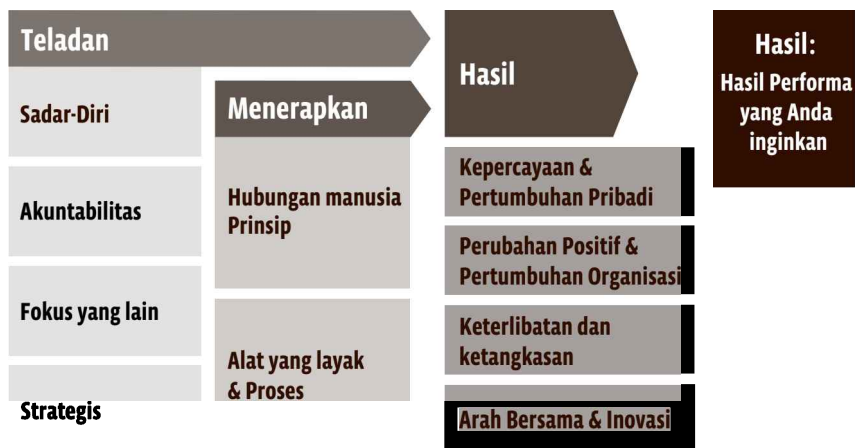 Teladan
Sadar-Diri
Akuntabilitas
Fokus yang lain
Strategis
Menerapkan
Hubungan manusia
Prinsip
Alat yang layak
& Proses
Hasil
Kepercayaan &
Pertumbuhan Pribadi
Perubahan Positif &
Pertumbuhan Organisasi
Keterlibatan dan
ketangkasan
Arah Bersama & Inovasi
Hasil:
Hasil Performa
yang Anda
inginkan